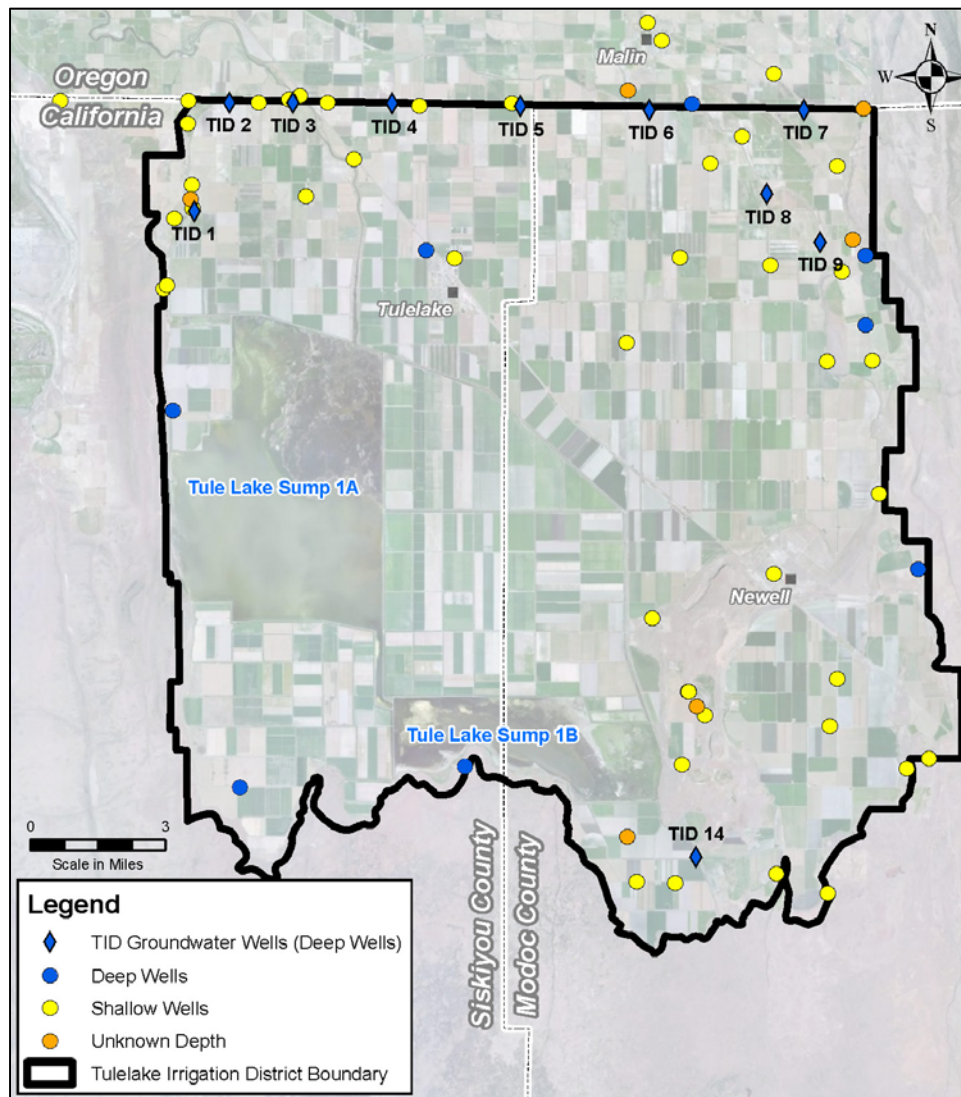 Malin
N
W
E
S
Oregon
California
TID 2
TID 3
TID 4
TID 5
TID 6
TID 7
TID 8
TID 1
TID 9
Tulelake
Tule Lake Sump 1A
Newell
Tule Lake Sump 1B
TID 14
0 3
Scale in Miles
Siskiyou County
Modoc County
Legend
TID Groundwater Wells (Deep Wells)
Deep Wells
Shallow Wells
Unknown Depth
Tulelake Irrigation District Boundary